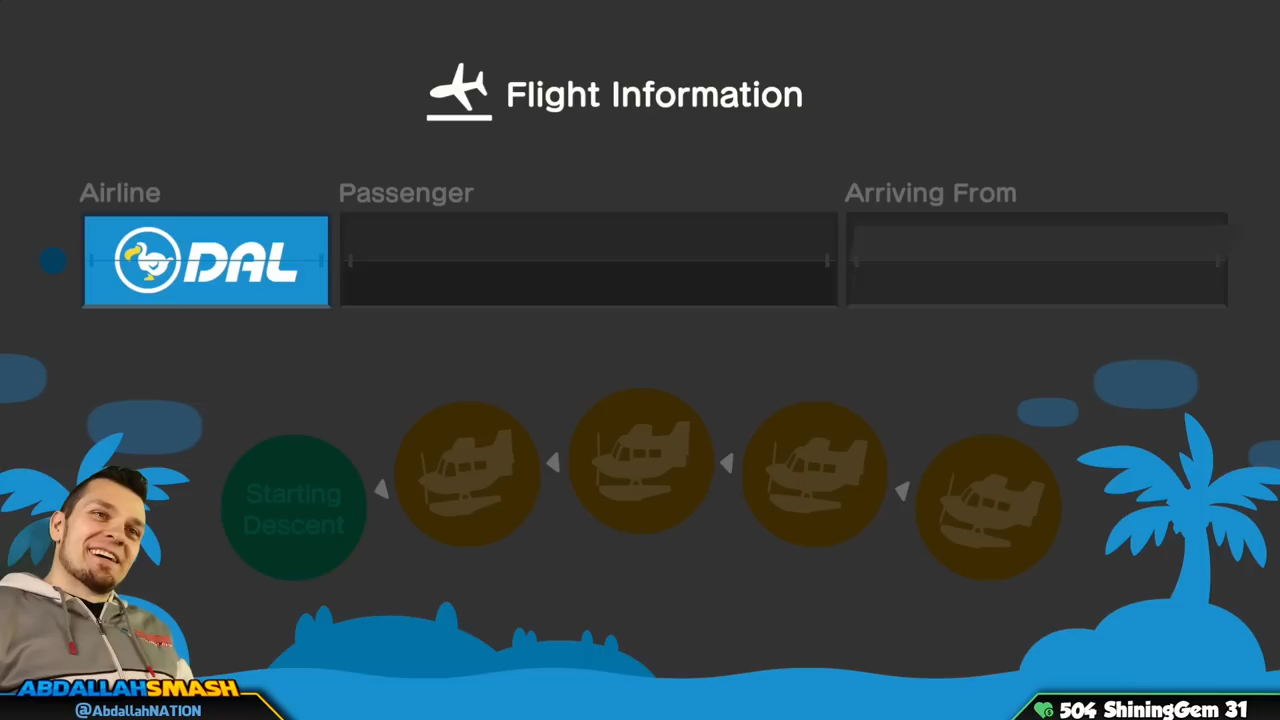 Flight Information
Airline
Passenger
Arriving From
DAL
Starting
Descent
ABDALLAHSMASH
@AbdallahNATION
504 ShiningGem 31